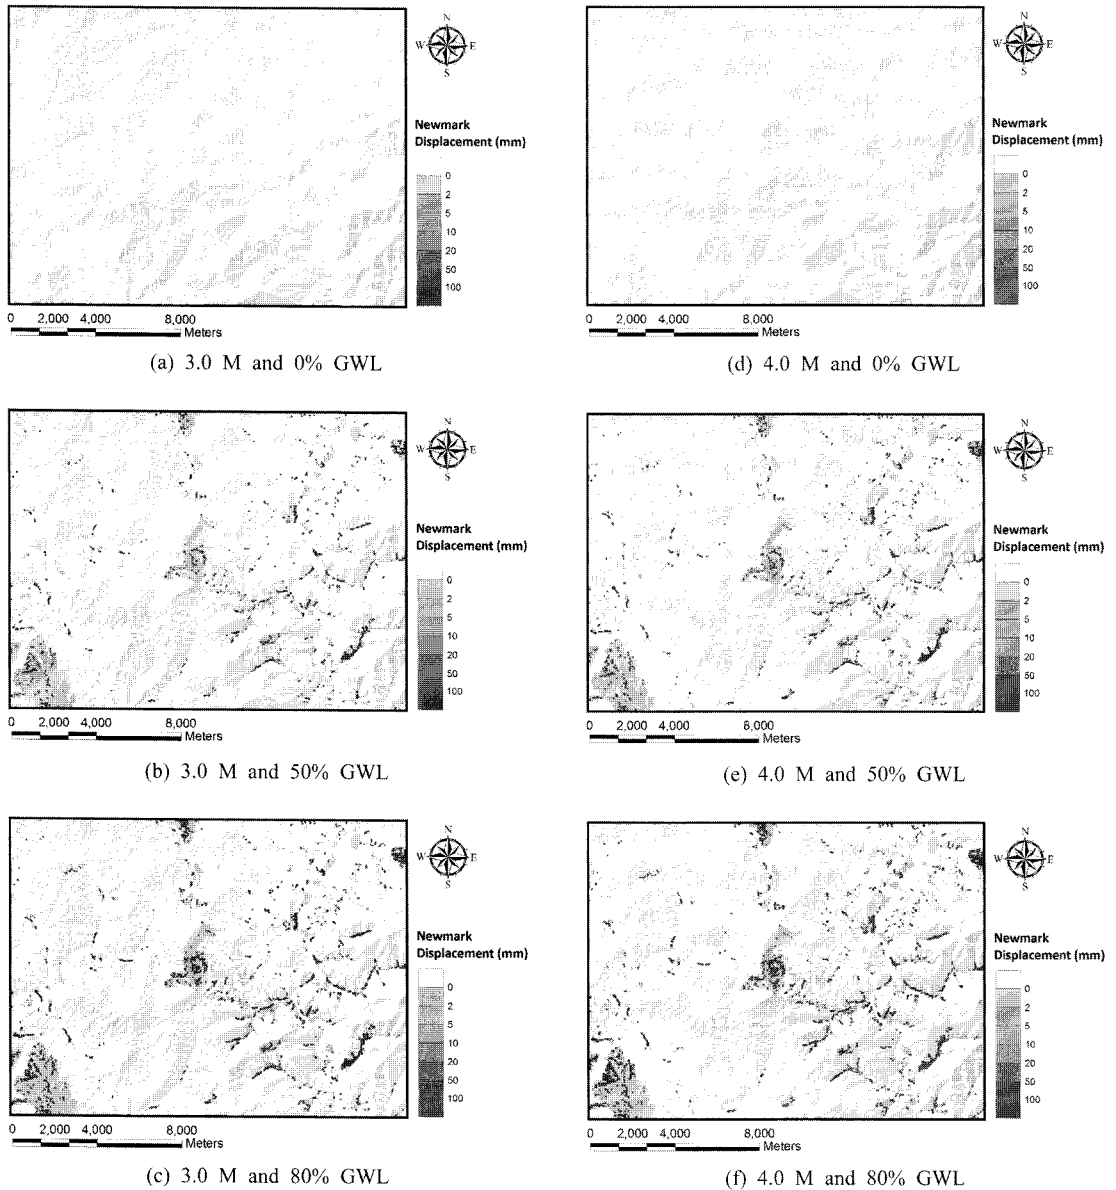 N
W E
S
Newmark
Displacement (mm)
0
2
5
10
20
50
100
0 2,000 4,000 8,000
Meters
(a) 3.0 M and 0% GWL
N
W E
S
Newmark
Displacement (mm)
0
2
5
10
20
50
100
0 2,000 4,000 8,000
Meters
(d) 4.0 M and 0% GWL
N
W E
S
Newmark
Displacement (mm)
0
2
5
10
20
50
100
0 2,000 4,000 8,000
Meters
(b) 3.0 M and 50% GWL
N
W E
S
Newmark
Displacement (mm)
0
2
5
10
20
50
100
0 2,000 4,000 8,000
Meters
(e) 4.0 M and 50% GWL
N
W E
S
Newmark
Displacement (mm)
0
2
5
10
20
50
100
0 2,000 4,000 8,000
Meters
(c) 3.0 M and 80% GWL
N
W E
S
Newmark
Displacement (mm)
0
2
5
10
20
50
100
0 2,000 4,000 8,000
Meters
(f) 4.0 M and 80% GWL